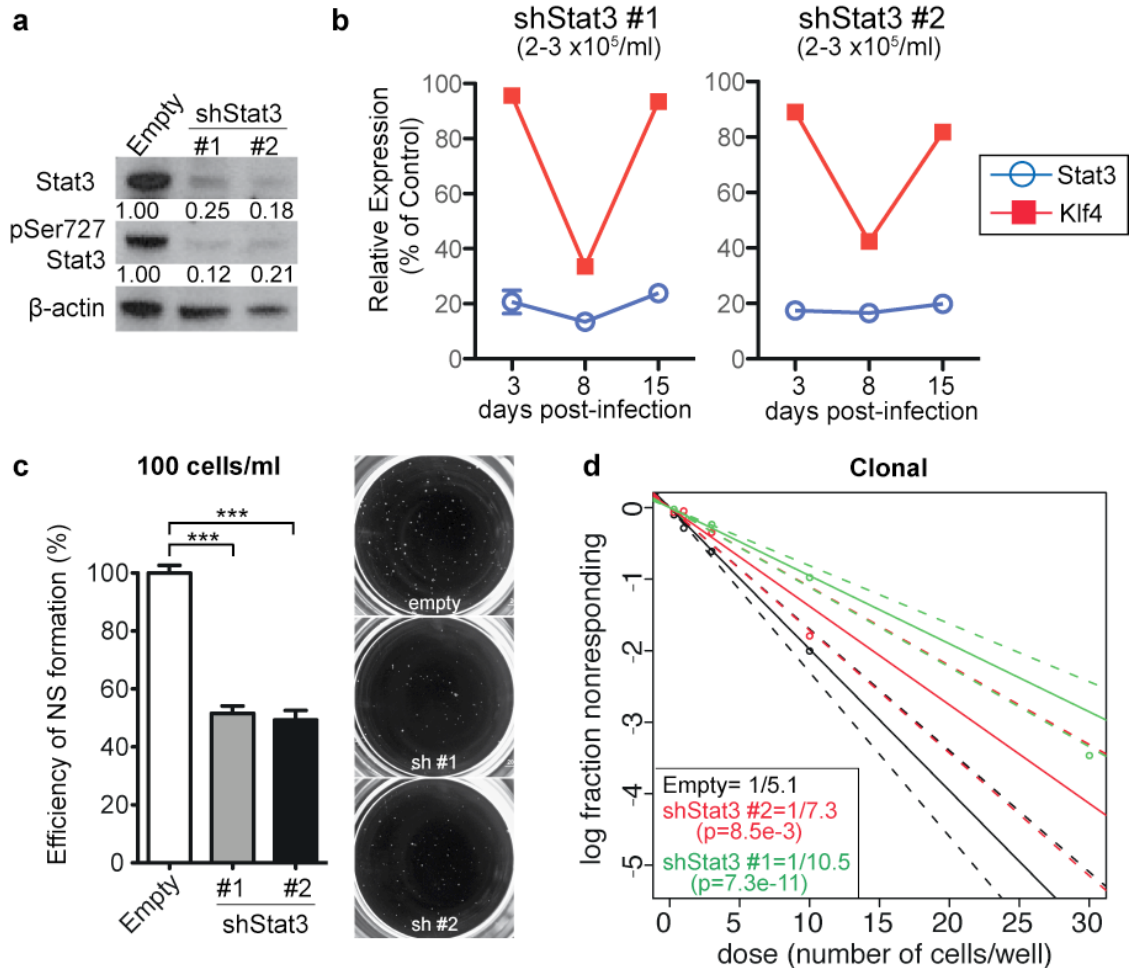 a
Empty
shStat3
#1 #2
Stat3
1.00 0.25 0.18
pSer727
Stat3
1.00 0.12 0.21
β-actin
b
shStat3 #1
(2-3 x10⁵/ml)
shStat3 #2
(2-3 x10⁵/ml)
Relative Expression
(% of Control)
100
80
60
40
20
0
3 8 15
days post-infection
100
80
60
40
20
0
3 8 15
days post-infection
Stat3
Klf4
c
100 cells/ml
***
***
Efficiency of NS formation (%)
100
80
60
40
20
0
Empty
#1 #2
shStat3
empty
sh #1
sh #2
d
Clonal
log fraction nonresponding
0
-1
-2
-3
-4
-5
Empty= 1/5.1
shStat3 #2=1/7.3
(p=8.5e-3)
shStat3 #1=1/10.5
(p=7.3e-11)
0 5 10 15 20 25 30
dose (number of cells/well)